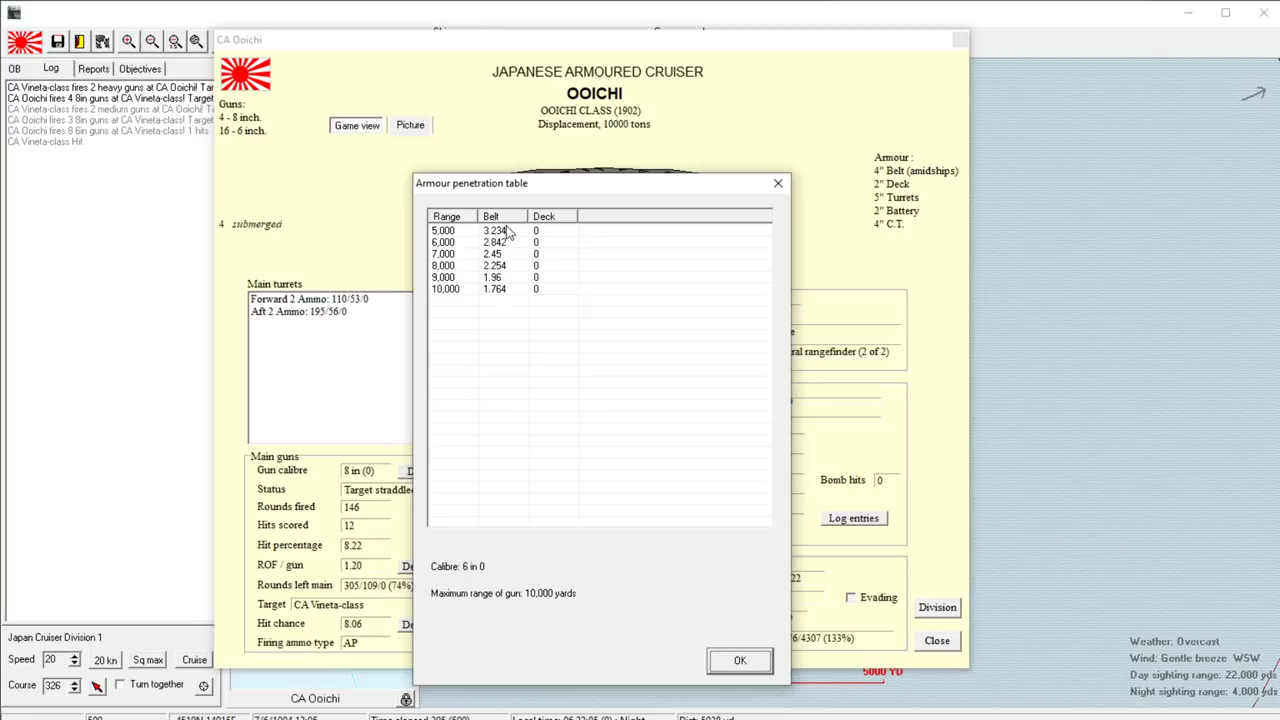 OB
Log
Reports
Objectives
CA Vineta-class fires 2 heavy guns at CA Ooichi! Tar
CA Ooichi fires 4 8in guns at CA Vineta-class! Target
CA Vineta-class fires 2 medium guns at CA Ooichi! Ta
CA Ooichi fires 3 8in guns at CA Vineta-class! Target
CA Ooichi fires 8 6in guns at CA Vineta-class! 1 hits
CA Vineta-class Hit
Japan Cruiser Division 1
Speed 50 20 kn Sq max Cruise
Course 326 Turn together
CA Ooichi
Guns:
4 - 8 inch.
16 - 6 inch.
Game view
Picture
JAPANESE ARMOURED CRUISER
OOICHI
OOICHI CLASS (1902)
Displacement, 10000 tons
Armour :
4" Belt (amidships)
2" Deck
5" Turrets
2" Battery
4" C.T.
4 submerged
Main turrets
Forward 2 Ammo: 110/53/0
Aft 2 Ammo: 195/56/0
Main guns
Gun calibre 8 in (0)
Status Target straddled
Rounds fired 146
Hits scored 12
Hit percentage 8.22
ROF / gun 1.20
Rounds left main 305/109/0 (74%)
Target CA Vineta-class
Hit chance 8.06
Firing ammo type AP
Armour penetration table
Range Belt Deck
5,000 3.234 0
6,000 2.842 0
7,000 2.45 0
8,000 2.254 0
9,000 1.96 0
10,000 1.764 0
Calibre: 6 in 0
Maximum range of gun: 10,000 yards
OK
ral rangefinder (2 of 2)
Bomb hits 0
Log entries
22
Evading
6/4307 (133%)
Division
Close
CA Ooichi
5000 YD
Weather: Overcast
Wind: Gentle breeze WSW
Day sighting range: 22,000 yds
Night sighting range: 4,000 yds